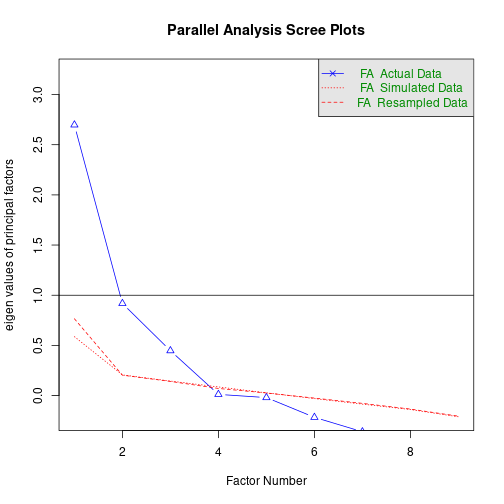 Parallel Analysis Scree Plots
FA Actual Data
FA Simulated Data
FA Resampled Data
eigen values of principal factors
3.0
2.5
2.0
1.5
1.0
0.5
0.0
2 4 6 8
Factor Number